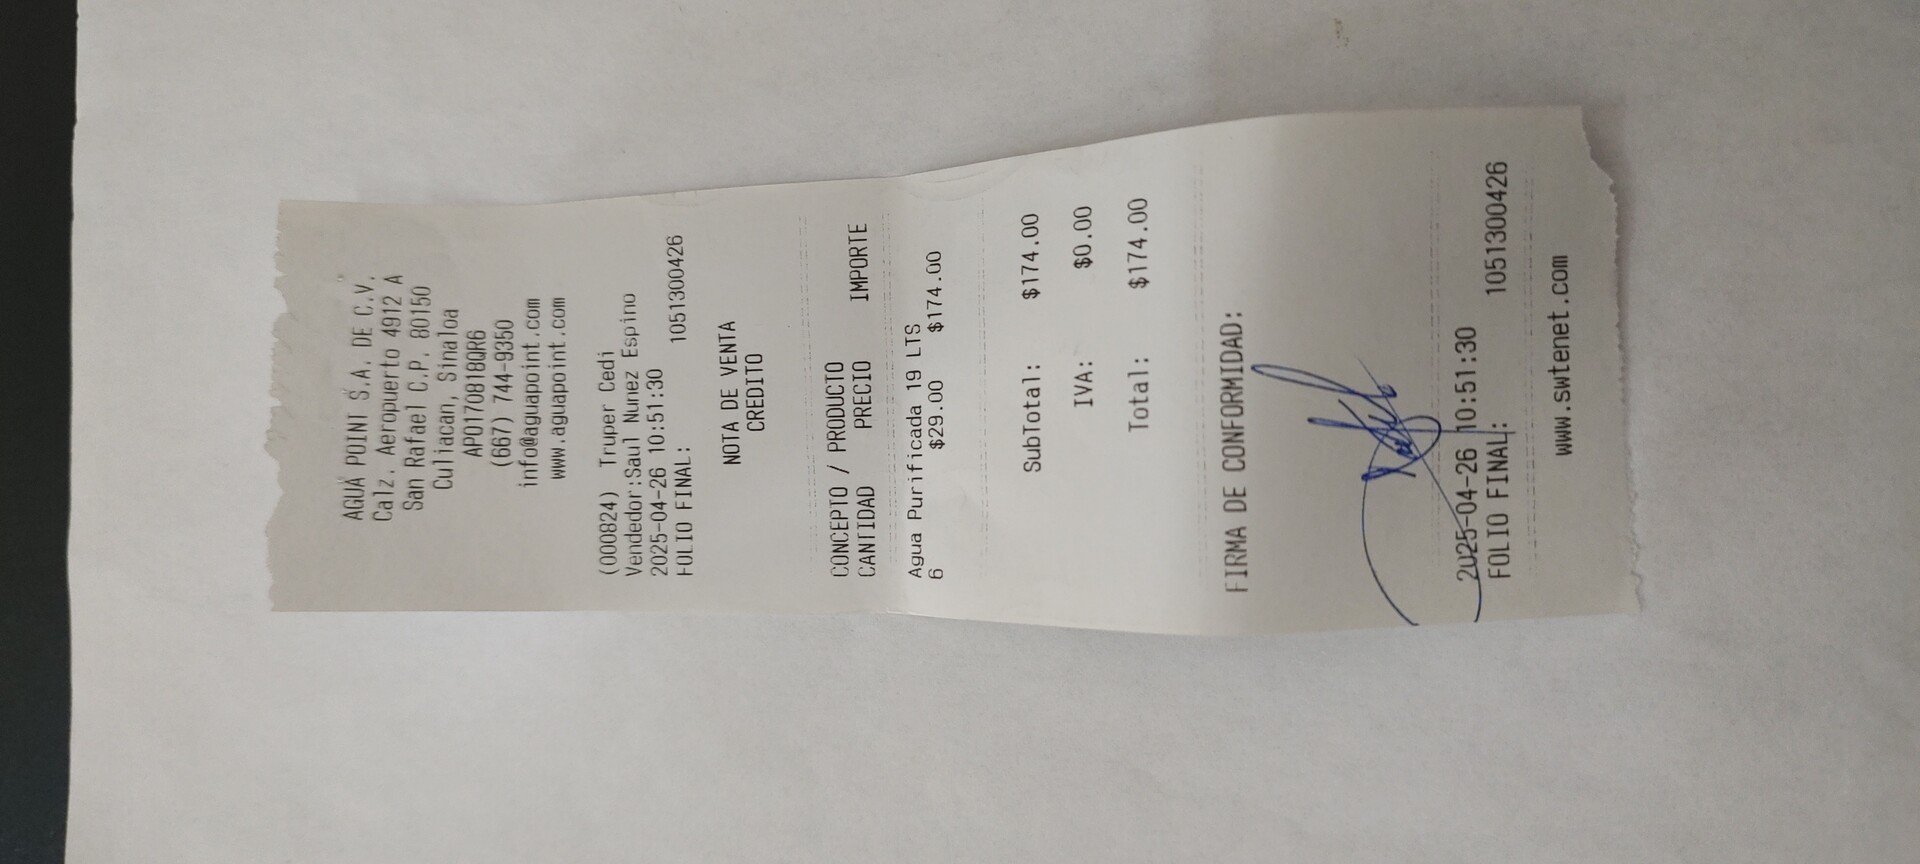 AGUA POINT S.A. DE C.V.
Calz. Aeropuerto 4912 A
San Rafael C.P. 80150
Culiacan, Sinaloa
APO170818QR6
(667) 744-9350
info@aguapoint.com
www.aguapoint.com
(000824) Truper Cedi
Vendedor:Saul Nunez Espino
2025-04-26 10:51:30
FOLIO FINAL: 1051300426
NOTA DE VENTA
CREDITO
CONCEPTO / PRODUCTO
CANTIDAD PRECIO IMPORTE
Agua Purificada 19 LTS
6 $29.00 $174.00
SubTotal: $174.00
IVA: $0.00
Total: $174.00
FIRMA DE CONFORMIDAD:
2025-04-26 10:51:30
FOLIO FINAL: 1051300426
www.swtenet.com